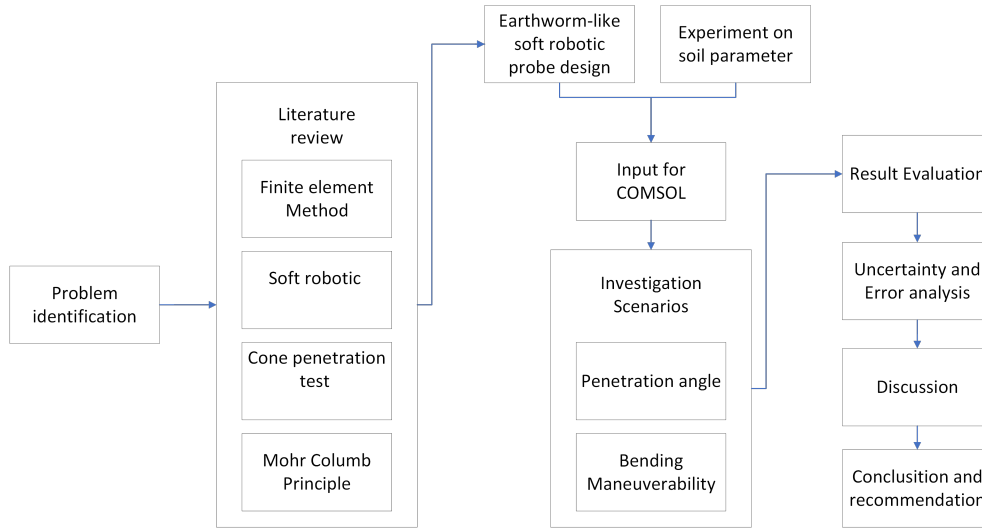 Problem
identification
Literature
review
Finite element
Method
Soft robotic
Cone penetration
test
Mohr Columb
Principle
Earthworm-like
soft robotic
probe design
Experiment on
soil parameter
Input for
COMSOL
Investigation
Scenarios
Penetration angle
Bending
Maneuverability
Result Evaluation
Uncertainty and
Error analysis
Discussion
Conclusition and
recommendation